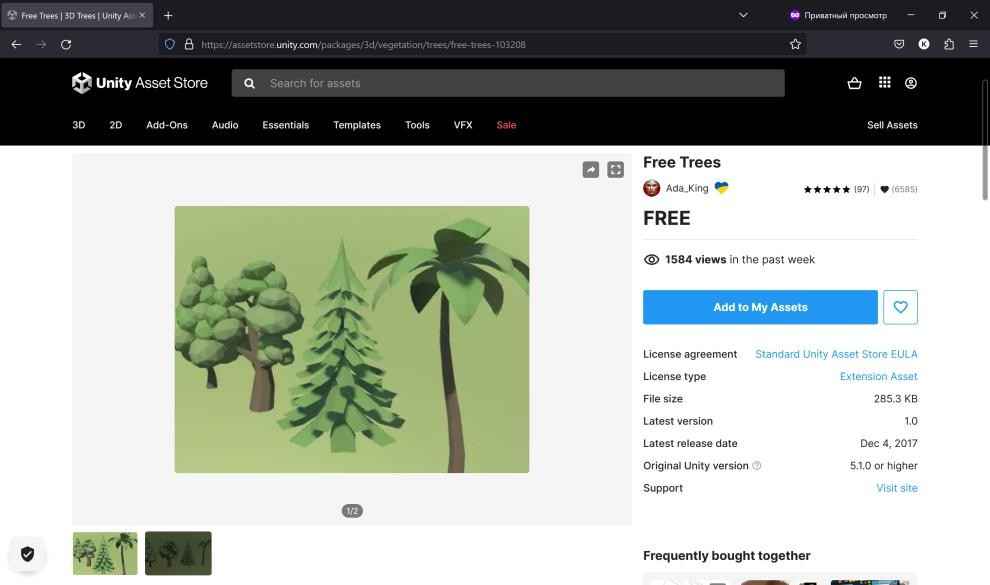 Free Trees | 3D Trees | Unity Ass
Приватный просмотр
https://assetstore.unity.com/packages/3d/vegetation/trees/free-trees-103208
K
Unity Asset Store
Search for assets
3D 2D Add-Ons Audio Essentials Templates Tools VFX Sale Sell Assets
Free Trees
Ada_King (97) (6585)
FREE
1584 views in the past week
Add to My Assets
License agreement Standard Unity Asset Store EULA
License type Extension Asset
File size 285.3 KB
Latest version 1.0
Latest release date Dec 4, 2017
Original Unity version 5.1.0 or higher
Support Visit site
1/2
Frequently bought together